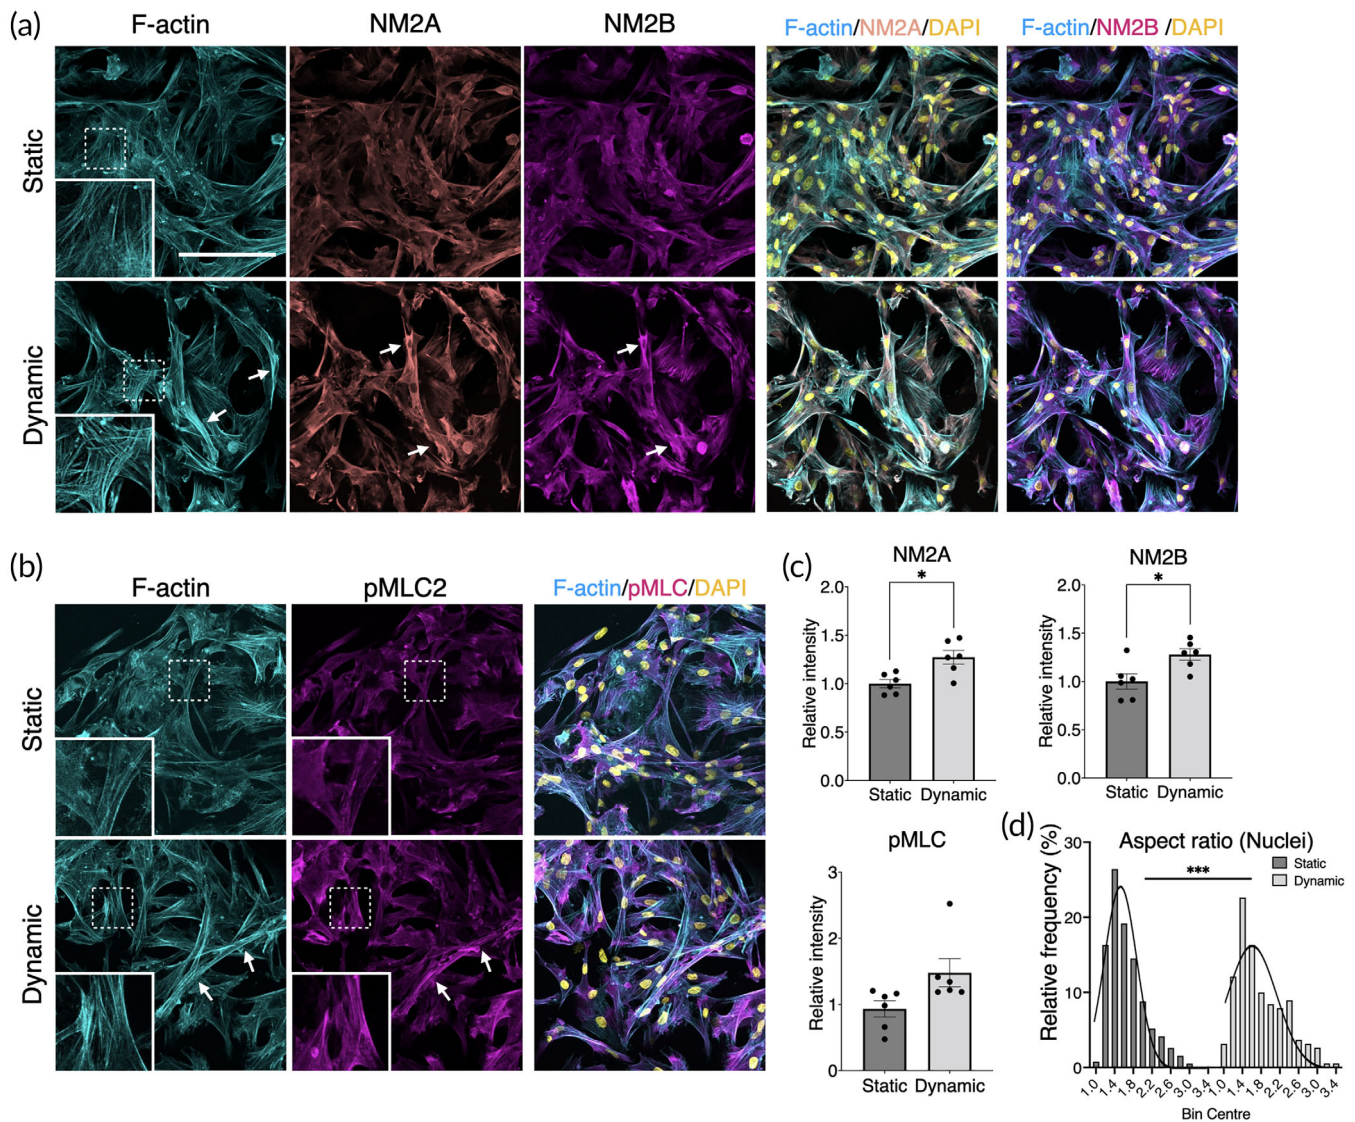 (a)
F-actin
NM2A
NM2B
F-actin/NM2A/DAPI
F-actin/NM2B /DAPI
Static
Dynamic
(b)
F-actin
pMLC2
F-actin/pMLC/DAPI
Static
Dynamic
(c)
NM2A
*
Relative intensity
2.0
1.5
1.0
0.5
0.0
Static Dynamic
NM2B
*
Relative intensity
2.0
1.5
1.0
0.5
0.0
Static Dynamic
pMLC
Relative intensity
3
2
1
0
Static Dynamic
(d)
Aspect ratio (Nuclei)
***
Static
Dynamic
Relative frequency (%)
30
20
10
0
1.0 1.4 1.8 2.2 2.6 3.0 3.4 1.0 1.4 1.8 2.2 2.6 3.0 3.4
Bin Centre